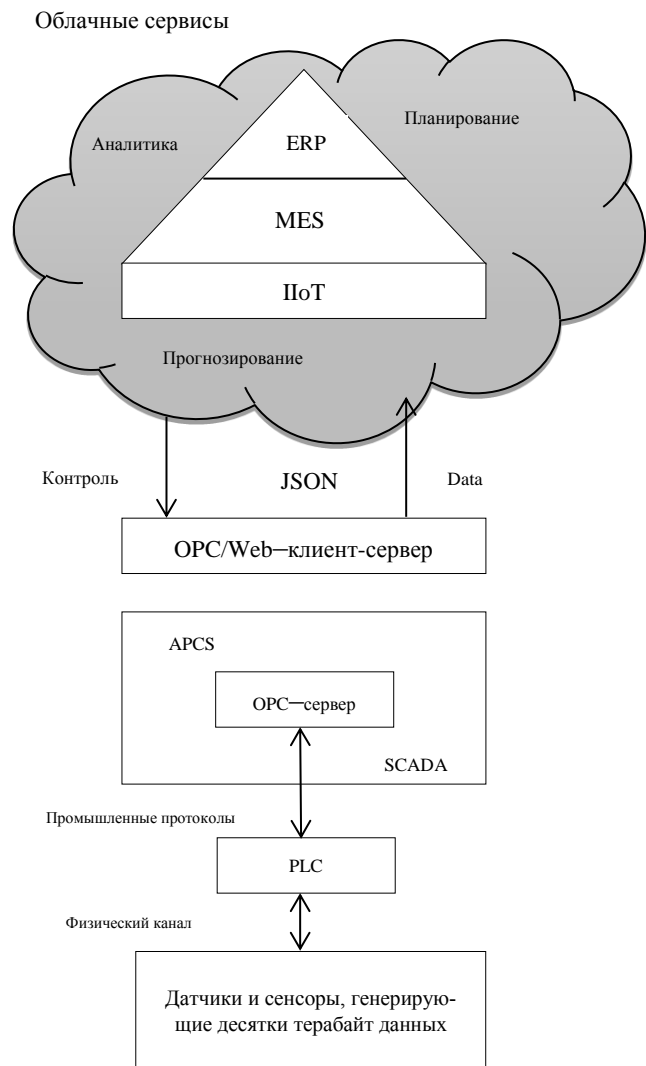 Облачные сервисы
Планирование
Аналитика
ERP
MES
IIoT
Прогнозирование
Контроль
JSON
Data
OPC/Web—клиент-сервер
APCS
OPC—сервер
SCADA
Промышленные протоколы
PLC
Физический канал
Датчики и сенсоры, генерирую-
щие десятки терабайт данных